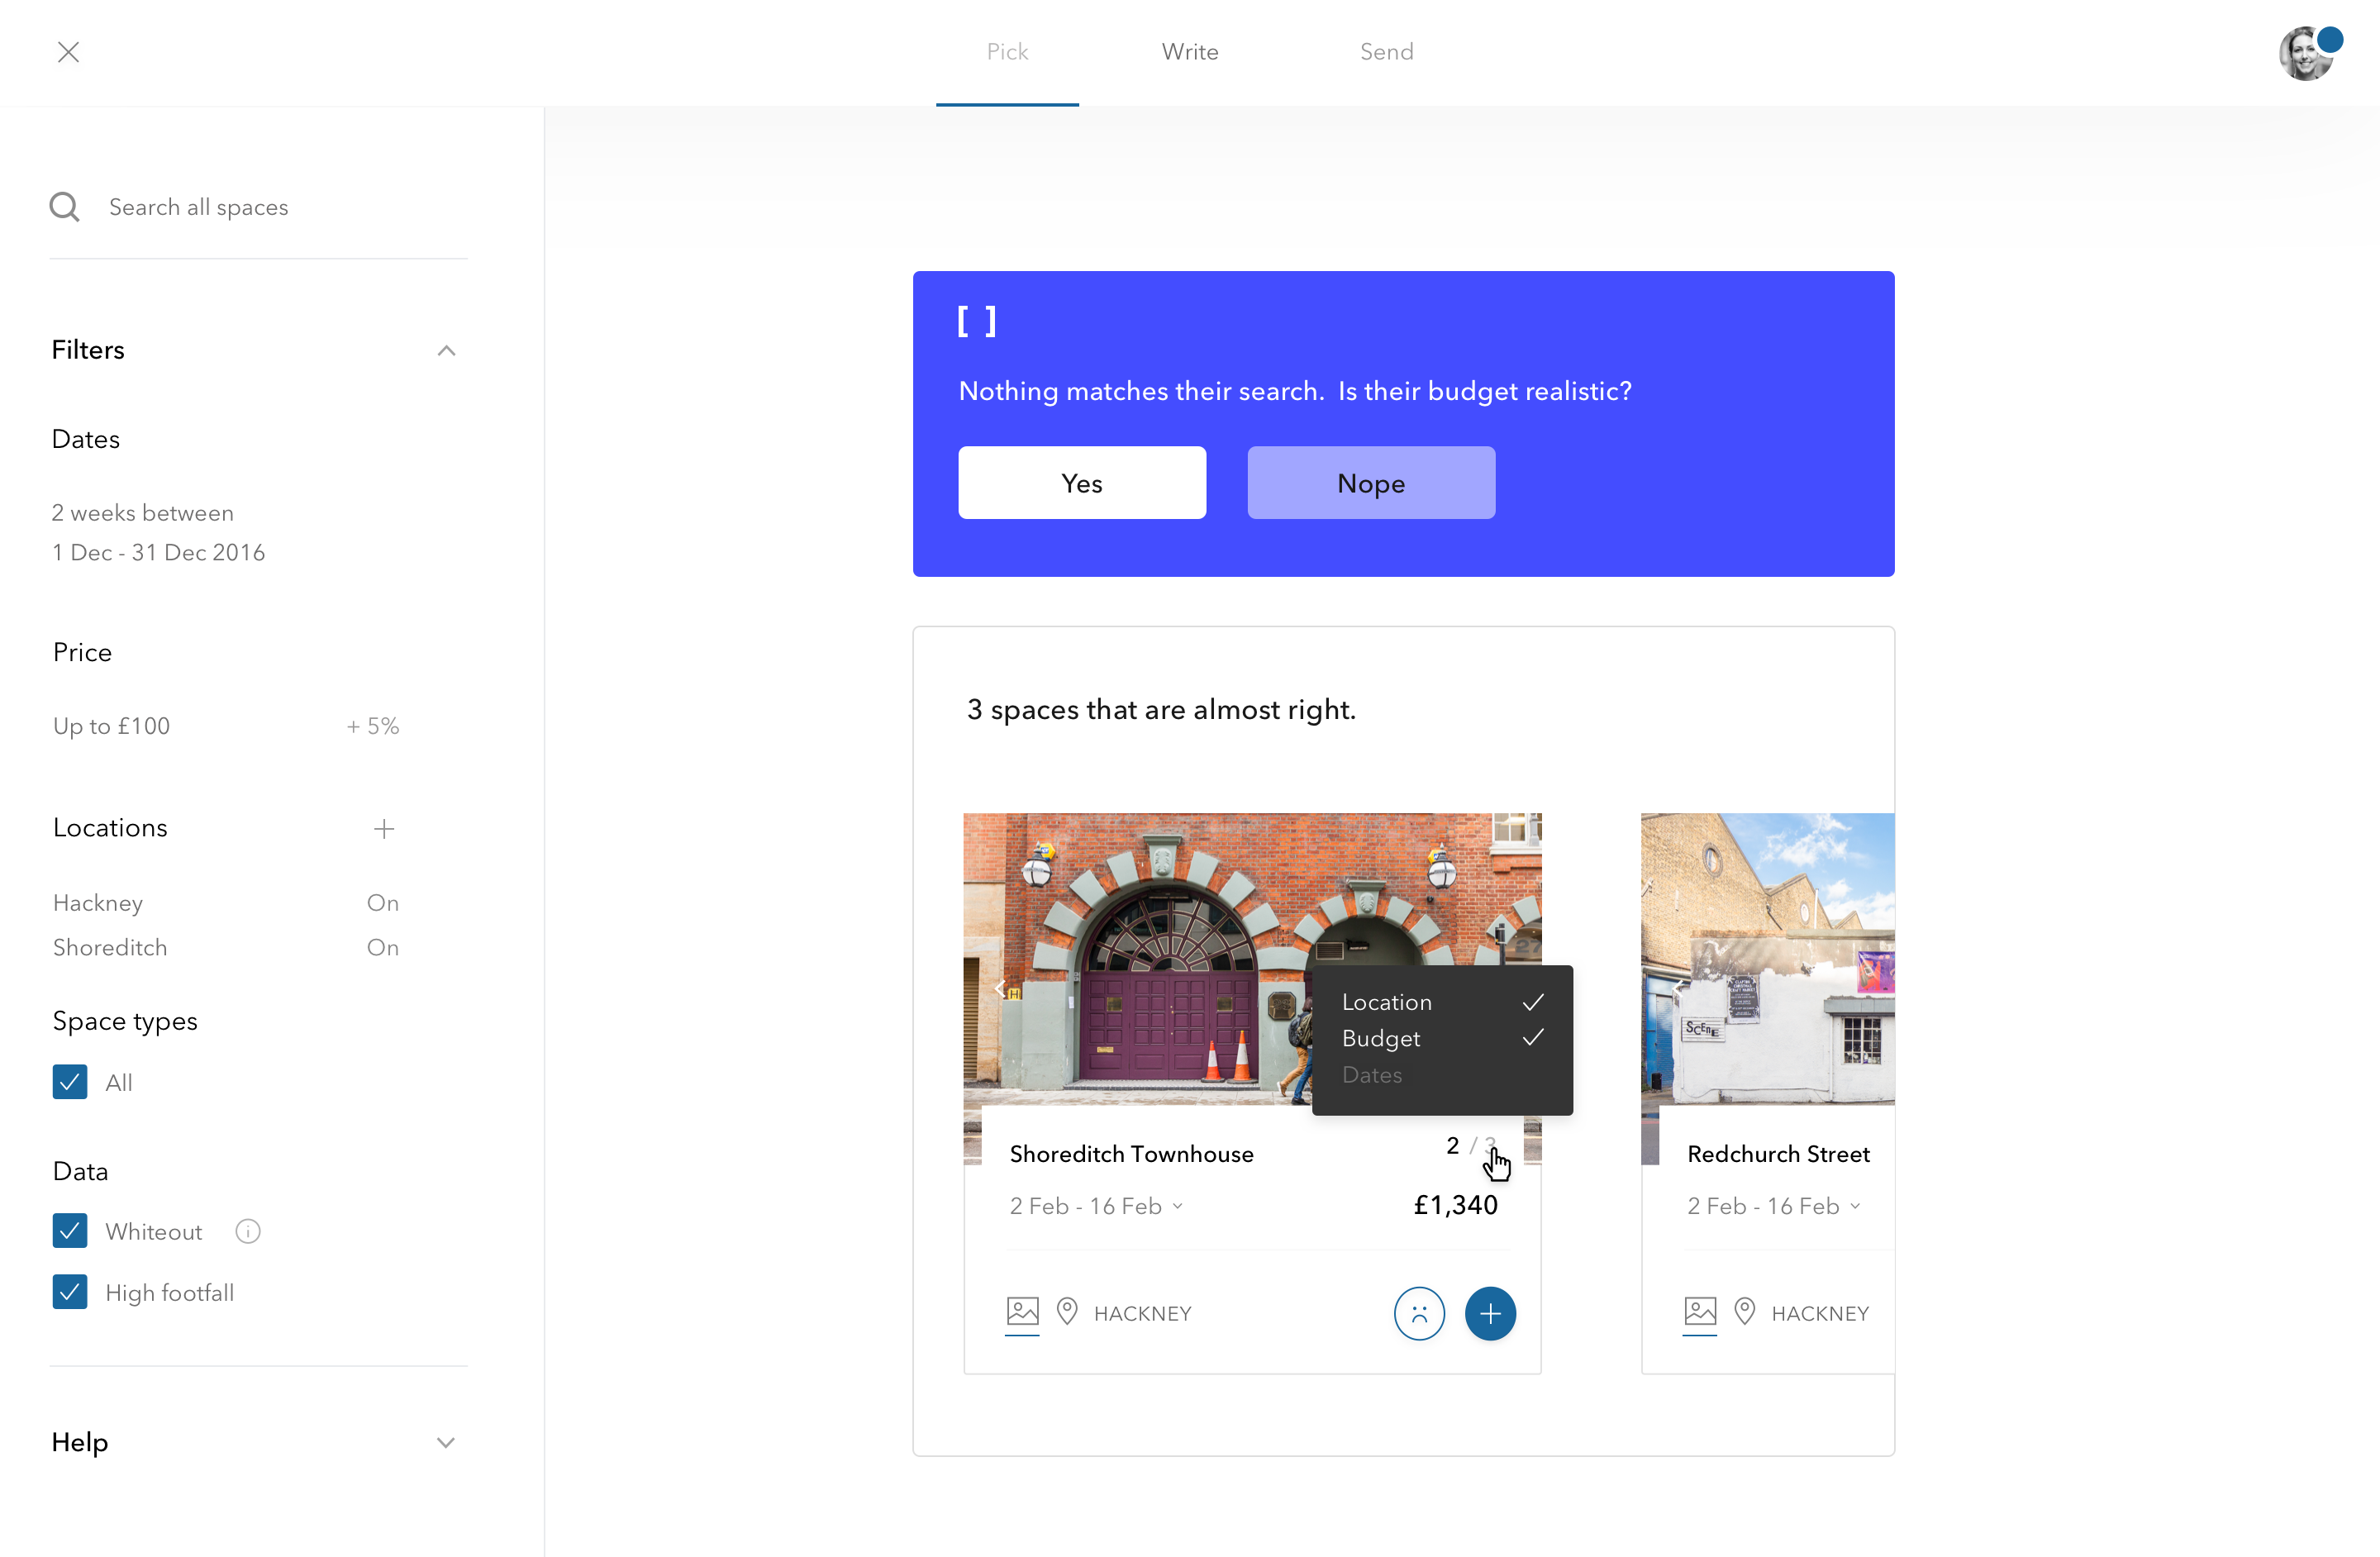 Pick
Write
Send
Search all spaces
Filters
Dates
2 weeks between
1 Dec - 31 Dec 2016
Price
Up to £100
+ 5%
Locations
Hackney
On
Shoreditch
On
Space types
All
Data
Whiteout
High footfall
Help
[ ]
Nothing matches their search. Is their budget realistic?
Yes
Nope
3 spaces that are almost right.
27
H
Location
Budget
Dates
Shoreditch Townhouse
2 / 3
2 Feb - 16 Feb
£1,340
HACKNEY
SCENE
Redchurch Street
2 Feb - 16 Feb
HACKNEY